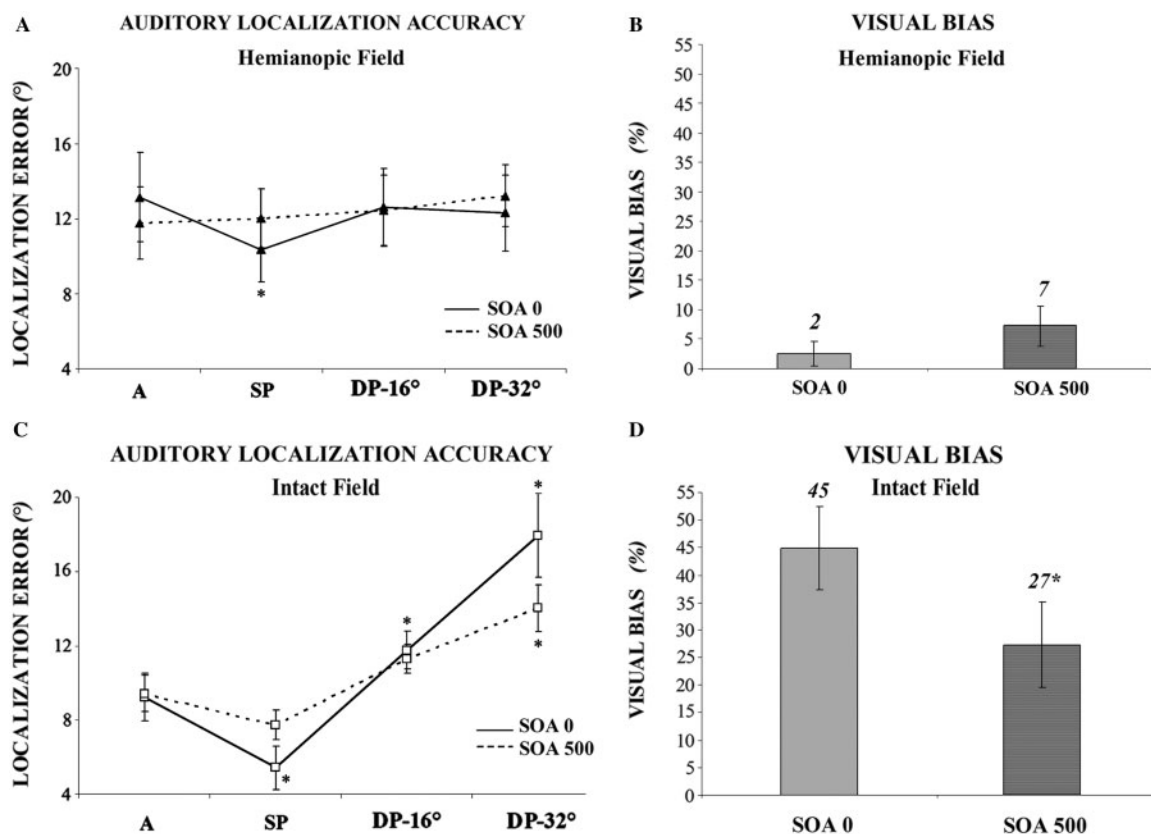 A
AUDITORY LOCALIZATION ACCURACY
Hemianopic Field
LOCALIZATION ERROR (°)
20
16
12
8
4
*
SOA 0
SOA 500
A SP DP-16° DP-32°
B
VISUAL BIAS
Hemianopic Field
VISUAL BIAS (%)
55
50
45
40
35
30
25
20
15
10
5
0
2
7
SOA 0 SOA 500
C
AUDITORY LOCALIZATION ACCURACY
Intact Field
LOCALIZATION ERROR (°)
20
16
12
8
4
*
*
*
*
SOA 0
SOA 500
A SP DP-16° DP-32°
D
VISUAL BIAS
Intact Field
VISUAL BIAS (%)
55
50
45
40
35
30
25
20
15
10
5
0
45
27*
SOA 0 SOA 500